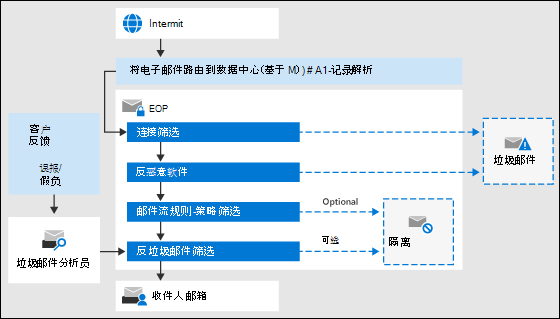 Intermit
将电子邮件路由到数据中心(基于 M) ) # A1-记录解析
EOP
连接筛选
反恶意软件
邮件流规则-策略筛选
反垃圾邮件筛选
收件人邮箱
客户
反馈
误报/
假负
垃圾邮件分析员
Optional
可选
垃圾邮件
隔离